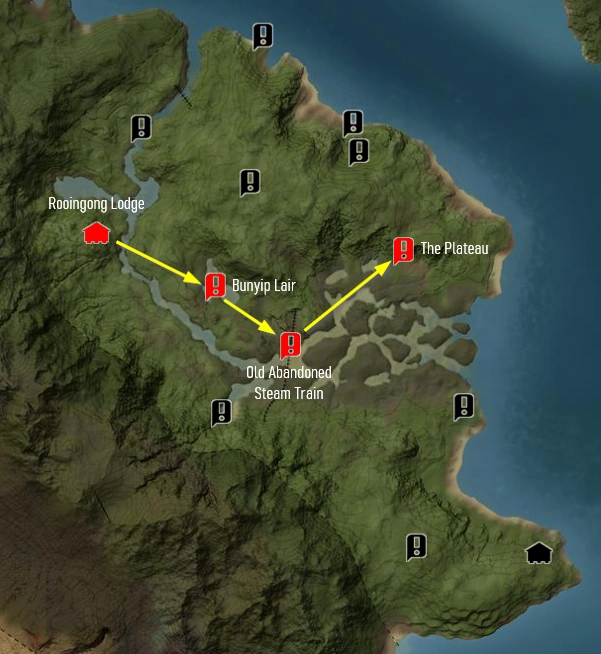 Rooingong Lodge
The Plateau
Bunyip Lair
Old Abandoned
Steam Train